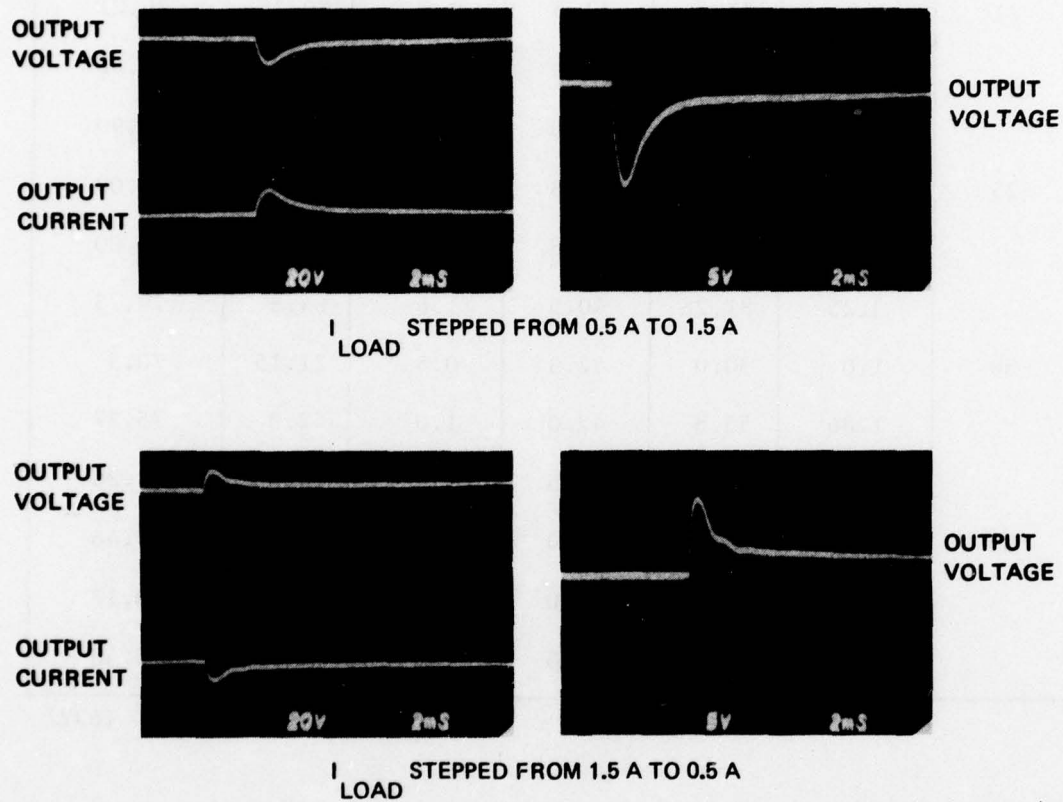 OUTPUT
VOLTAGE
OUTPUT
CURRENT
20V 2mS
OUTPUT
VOLTAGE
5V 2mS
I LOAD STEPPED FROM 0.5 A TO 1.5 A
OUTPUT
VOLTAGE
OUTPUT
CURRENT
20V 2mS
OUTPUT
VOLTAGE
5V 2mS
I LOAD STEPPED FROM 1.5 A TO 0.5 A